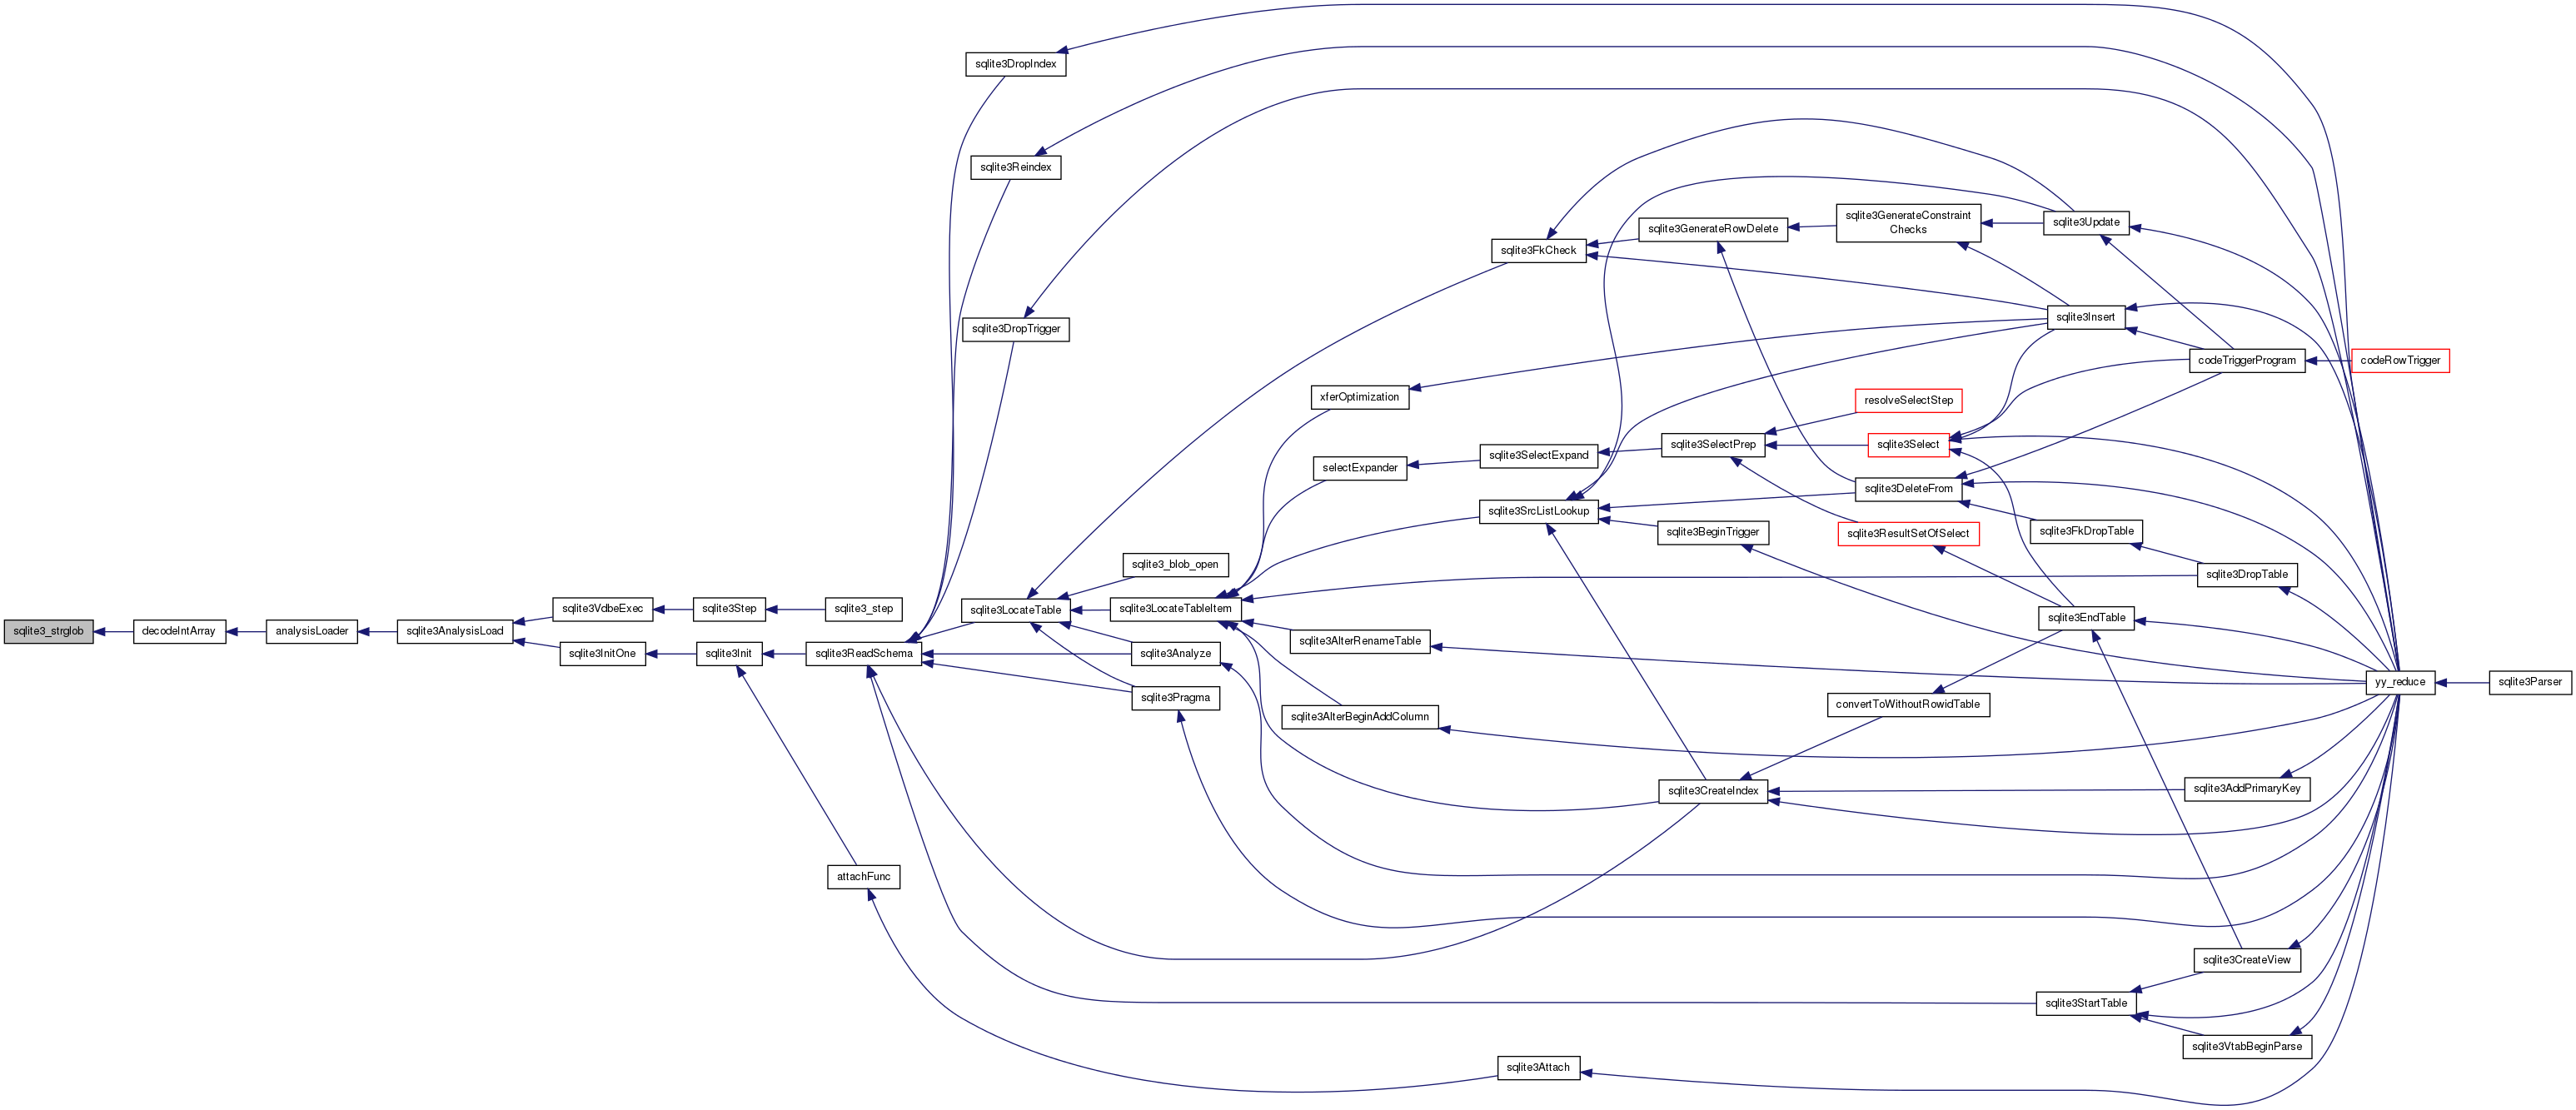 sqlite3_strglob
decodeIntArray
analysisLoader
sqlite3AnalysisLoad
sqlite3VdbeExec
sqlite3InitOne
sqlite3Step
sqlite3Init
sqlite3_step
sqlite3ReadSchema
attachFunc
sqlite3DropIndex
sqlite3Reindex
sqlite3DropTrigger
sqlite3LocateTable
sqlite3_blob_open
sqlite3LocateTableItem
sqlite3Analyze
sqlite3Pragma
xferOptimization
selectExpander
sqlite3AlterRenameTable
sqlite3AlterBeginAddColumn
sqlite3FkCheck
sqlite3SelectExpand
sqlite3SrcListLookup
sqlite3Attach
sqlite3GenerateRowDelete
sqlite3SelectPrep
sqlite3BeginTrigger
sqlite3CreateIndex
sqlite3GenerateConstraint
Checks
resolveSelectStep
sqlite3Select
sqlite3DeleteFrom
sqlite3ResultSetOfSelect
convertToWithoutRowidTable
sqlite3Update
sqlite3Insert
sqlite3FkDropTable
sqlite3EndTable
sqlite3StartTable
codeTriggerProgram
sqlite3DropTable
sqlite3AddPrimaryKey
sqlite3CreateView
sqlite3VtabBeginParse
codeRowTrigger
yy_reduce
sqlite3Parser